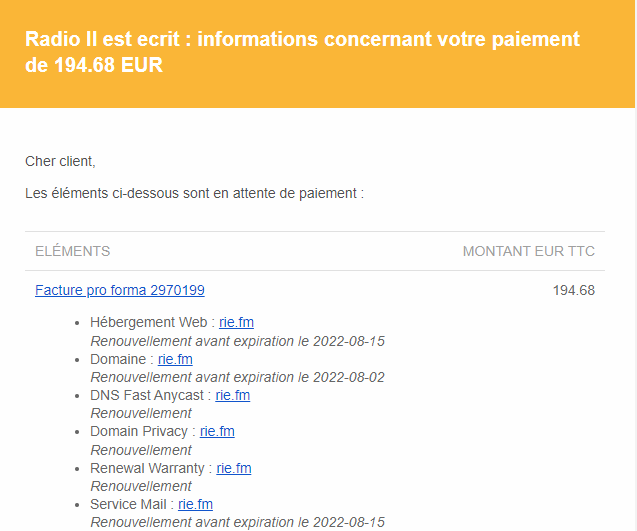 Radio Il est ecrit : informations concernant votre paiement
de 194.68 EUR
Cher client,
Les éléments ci-dessous sont en attente de paiement :
ELÉMENTS MONTANT EUR TTC
Facture pro forma 2970199 194.68
• Hébergement Web : rie.fm
Renouvellement avant expiration le 2022-08-15
• Domaine : rie.fm
Renouvellement avant expiration le 2022-08-02
• DNS Fast Anycast : rie.fm
Renouvellement
• Domain Privacy : rie.fm
Renouvellement
• Renewal Warranty : rie.fm
Renouvellement
• Service Mail : rie.fm
Renouvellement avant expiration le 2022-08-15